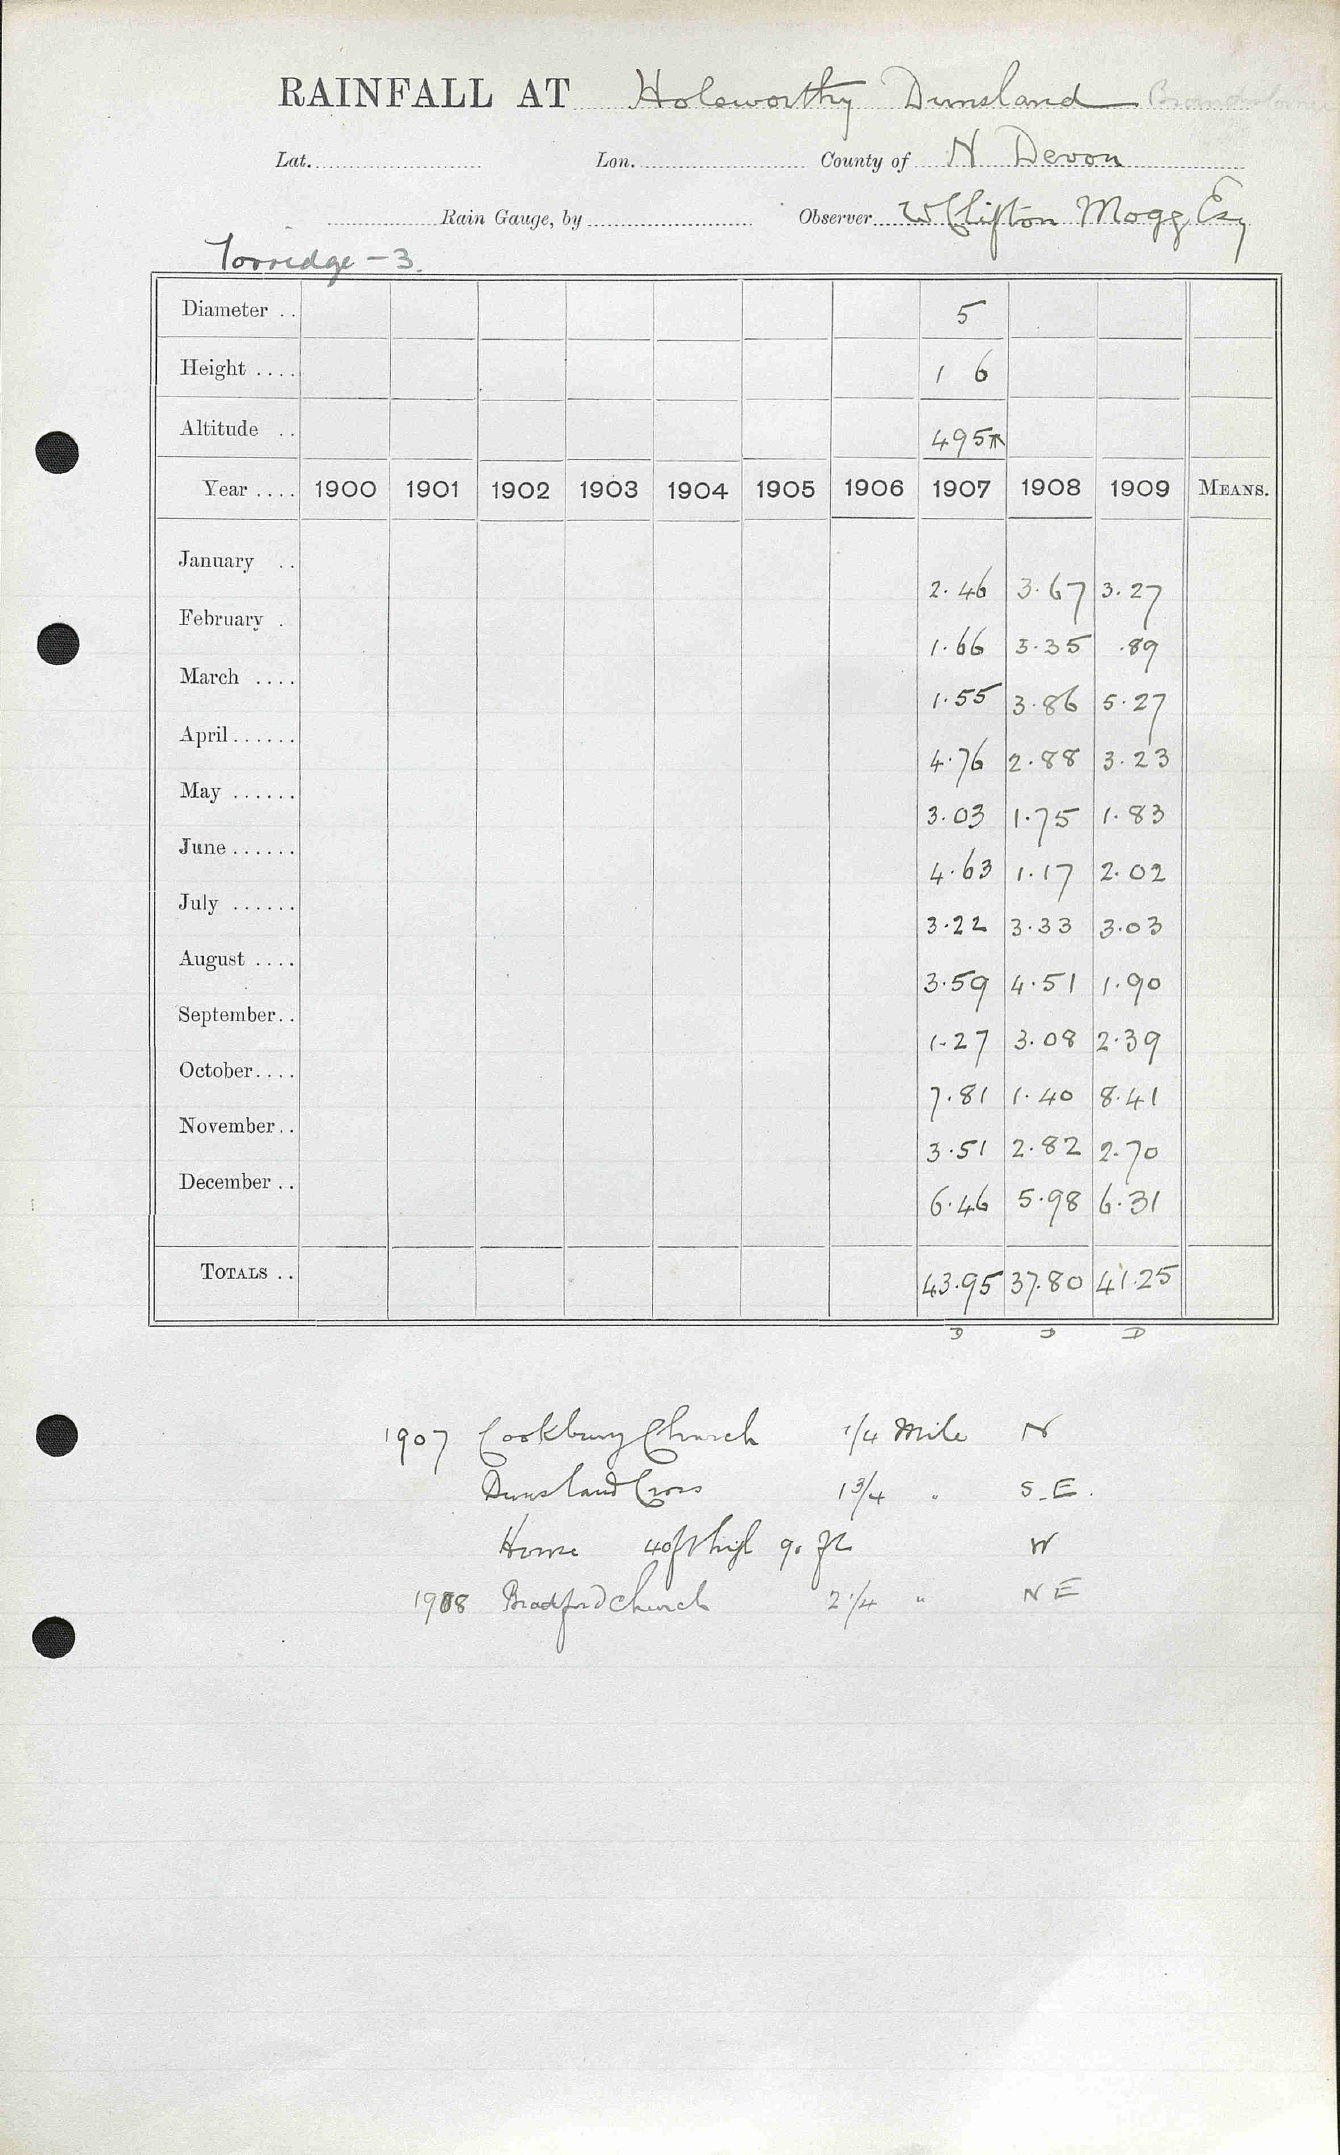 RAINFALL AT Holsworthy Dunsland
Lat. Lon. County of N Devon
Rain Gauge, by Observer W Clifton Mogg Esq
Torridge - 3.
Diameter .. 5
Height .... 1 6
Altitude .. 495
Year .... 1900 1901 1902 1903 1904 1905 1906 1907 1908 1909 MEANS.
January .. 2.46 3.67 3.27
February . 1.66 3.35 .89
March .... 1.55 3.86 5.27
April ...... 4.76 2.88 3.23
May ...... 3.03 1.75 1.83
June ...... 4.63 1.17 2.02
July ...... 3.22 3.33 3.03
August .... 3.59 4.51 1.90
September.. 1.27 3.08 2.39
October.... 7.81 1.40 8.41
November.. 3.51 2.82 2.70
December .. 6.46 5.98 6.31
TOTALS .. 43.95 37.80 41.25
D D D
1907 Cookbury Church 1/4 Mile N
Dunsland Cross 1 3/4 " S.E.
House 40ft high 90 ft W
1908 Bradford Church 2 1/4 " N E